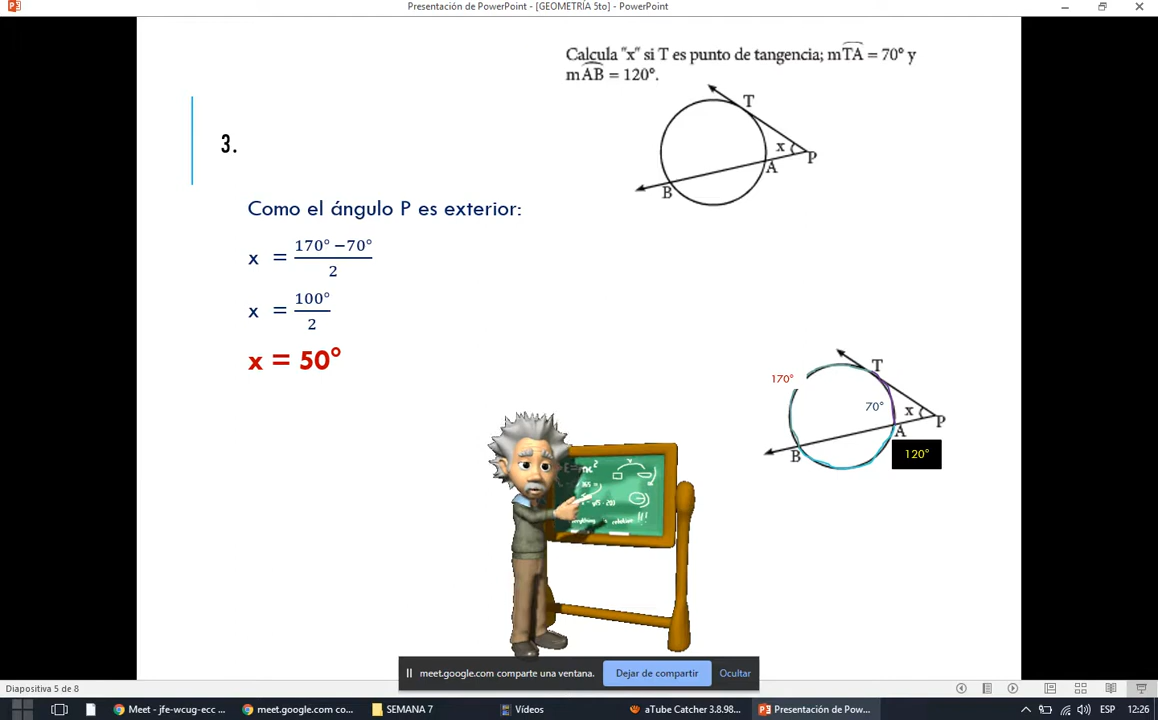 Presentación de PowerPoint - [GEOMETRÍA 5to] - PowerPoint
Calcula "x" si T es punto de tangencia; mTA = 70° y
mAB = 120°.
T
x
P
A
B
3.
Como el ángulo P es exterior:
x = 170° − 70° / 2
x = 100° / 2
x = 50°
T
170°
70°
x
P
A
B
120°
meet.google.com comparte una ventana.
Dejar de compartir
Ocultar
Diapositiva 5 de 8
Meet - jfe-wcug-ecc ...
meet.google.com co...
SEMANA 7
Vídeos
aTube Catcher 3.8.98...
Presentación de Pow...
ESP
12:26